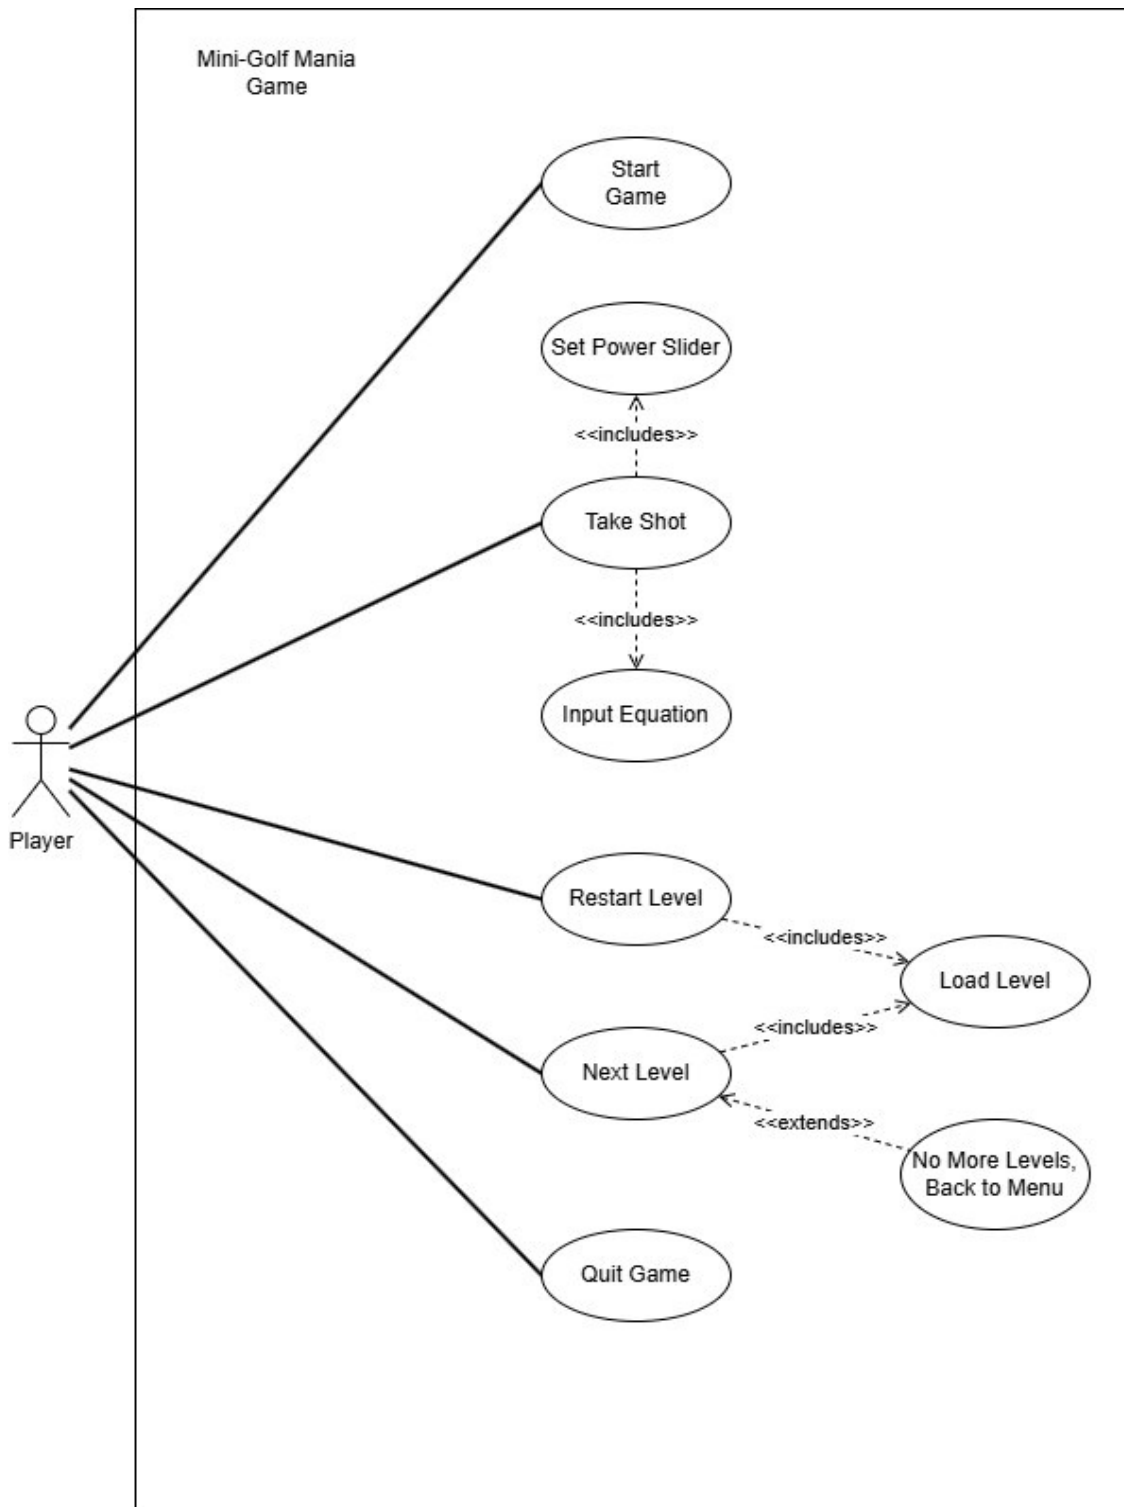 Mini-Golf Mania
Game
Start
Game
Set Power Slider
<<includes>>
Take Shot
<<includes>>
Input Equation
Player
Restart Level
<<includes>>
Load Level
<<includes>>
Next Level
<<extends>>
No More Levels,
Back to Menu
Quit Game